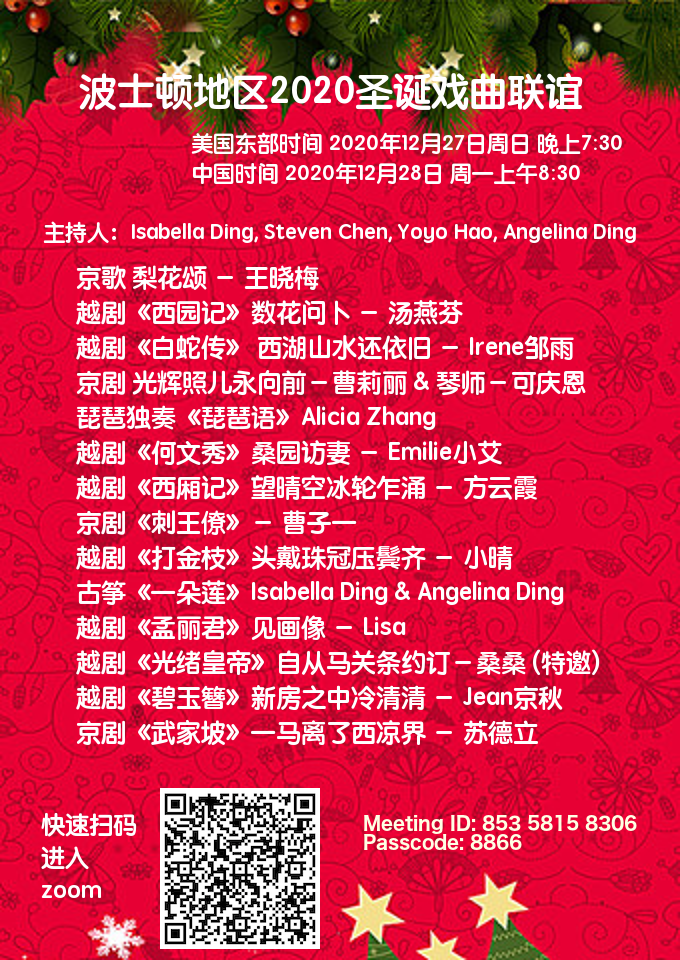 波士顿地区2020圣诞戏曲联谊
美国东部时间 2020年12月27日周日 晚上7:30
中国时间 2020年12月28日 周一上午8:30
主持人：Isabella Ding, Steven Chen, Yoyo Hao, Angelina Ding
京歌 梨花颂 － 王晓梅
越剧《西园记》数花问卜 － 汤燕芬
越剧《白蛇传》 西湖山水还依旧 － Irene邹雨
京剧 光辉照儿永向前－曹莉丽 & 琴师－可庆恩
琵琶独奏《琵琶语》Alicia Zhang
越剧《何文秀》桑园访妻 － Emilie小艾
越剧《西厢记》望晴空冰轮乍涌 － 方云霞
京剧《刺王僚》 － 曹子一
越剧《打金枝》头戴珠冠压鬓齐 － 小晴
古筝《一朵莲》Isabella Ding & Angelina Ding
越剧《孟丽君》见画像 － Lisa
越剧《光绪皇帝》自从马关条约订－桑桑（特邀）
越剧《碧玉簪》新房之中冷清清 － Jean京秋
京剧《武家坡》一马离了西凉界 － 苏德立
快速扫码
进入
zoom
Meeting ID: 853 5815 8306
Passcode: 8866